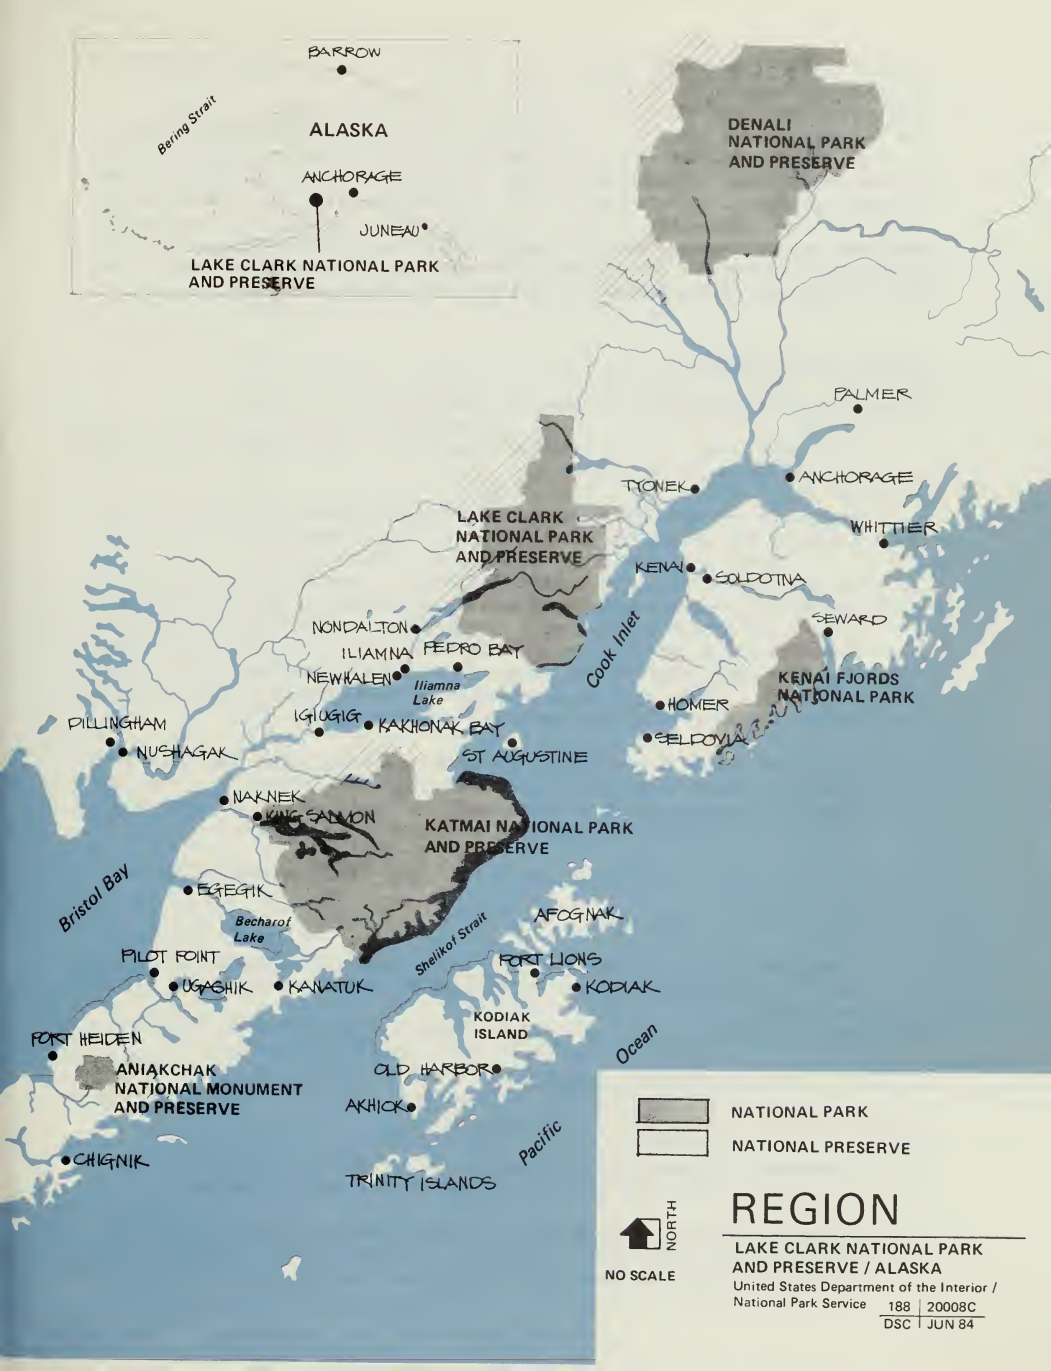 BARROW
Bering Strait
ALASKA
ANCHORAGE
JUNEAU
LAKE CLARK NATIONAL PARK
AND PRESERVE
DENALI
NATIONAL PARK
AND PRESERVE
PALMER
TYONEK
ANCHORAGE
LAKE CLARK
NATIONAL PARK
AND PRESERVE
WHITTIER
KENAI
SOLDOTNA
SEWARD
NONDALTON
Cook Inlet
ILIAMNA
PEDRO BAY
NEWHALEN
Iliamna
Lake
KENAI FJORDS
NATIONAL PARK
HOMER
IGIUGIG
KAKHONAK BAY
DILLINGHAM
NUSHAGAK
SELDOVIA
ST AUGUSTINE
NAKNEK
KING SALMON
KATMAI NATIONAL PARK
AND PRESERVE
Bristol Bay
EGEGIK
Becharof
Lake
AFOGNAK
Shelikof Strait
PILOT POINT
PORT LIONS
UGASHIK
KANATUK
KODIAK
KODIAK
ISLAND
PORT HEIDEN
Ocean
ANIAKCHAK
NATIONAL MONUMENT
AND PRESERVE
OLD HARBOR
AKHIOK
Pacific
CHIGNIK
TRINITY ISLANDS
NATIONAL PARK
NATIONAL PRESERVE
NORTH
NO SCALE
REGION
LAKE CLARK NATIONAL PARK
AND PRESERVE / ALASKA
United States Department of the Interior /
National Park Service
188 | 20008C
DSC | JUN 84